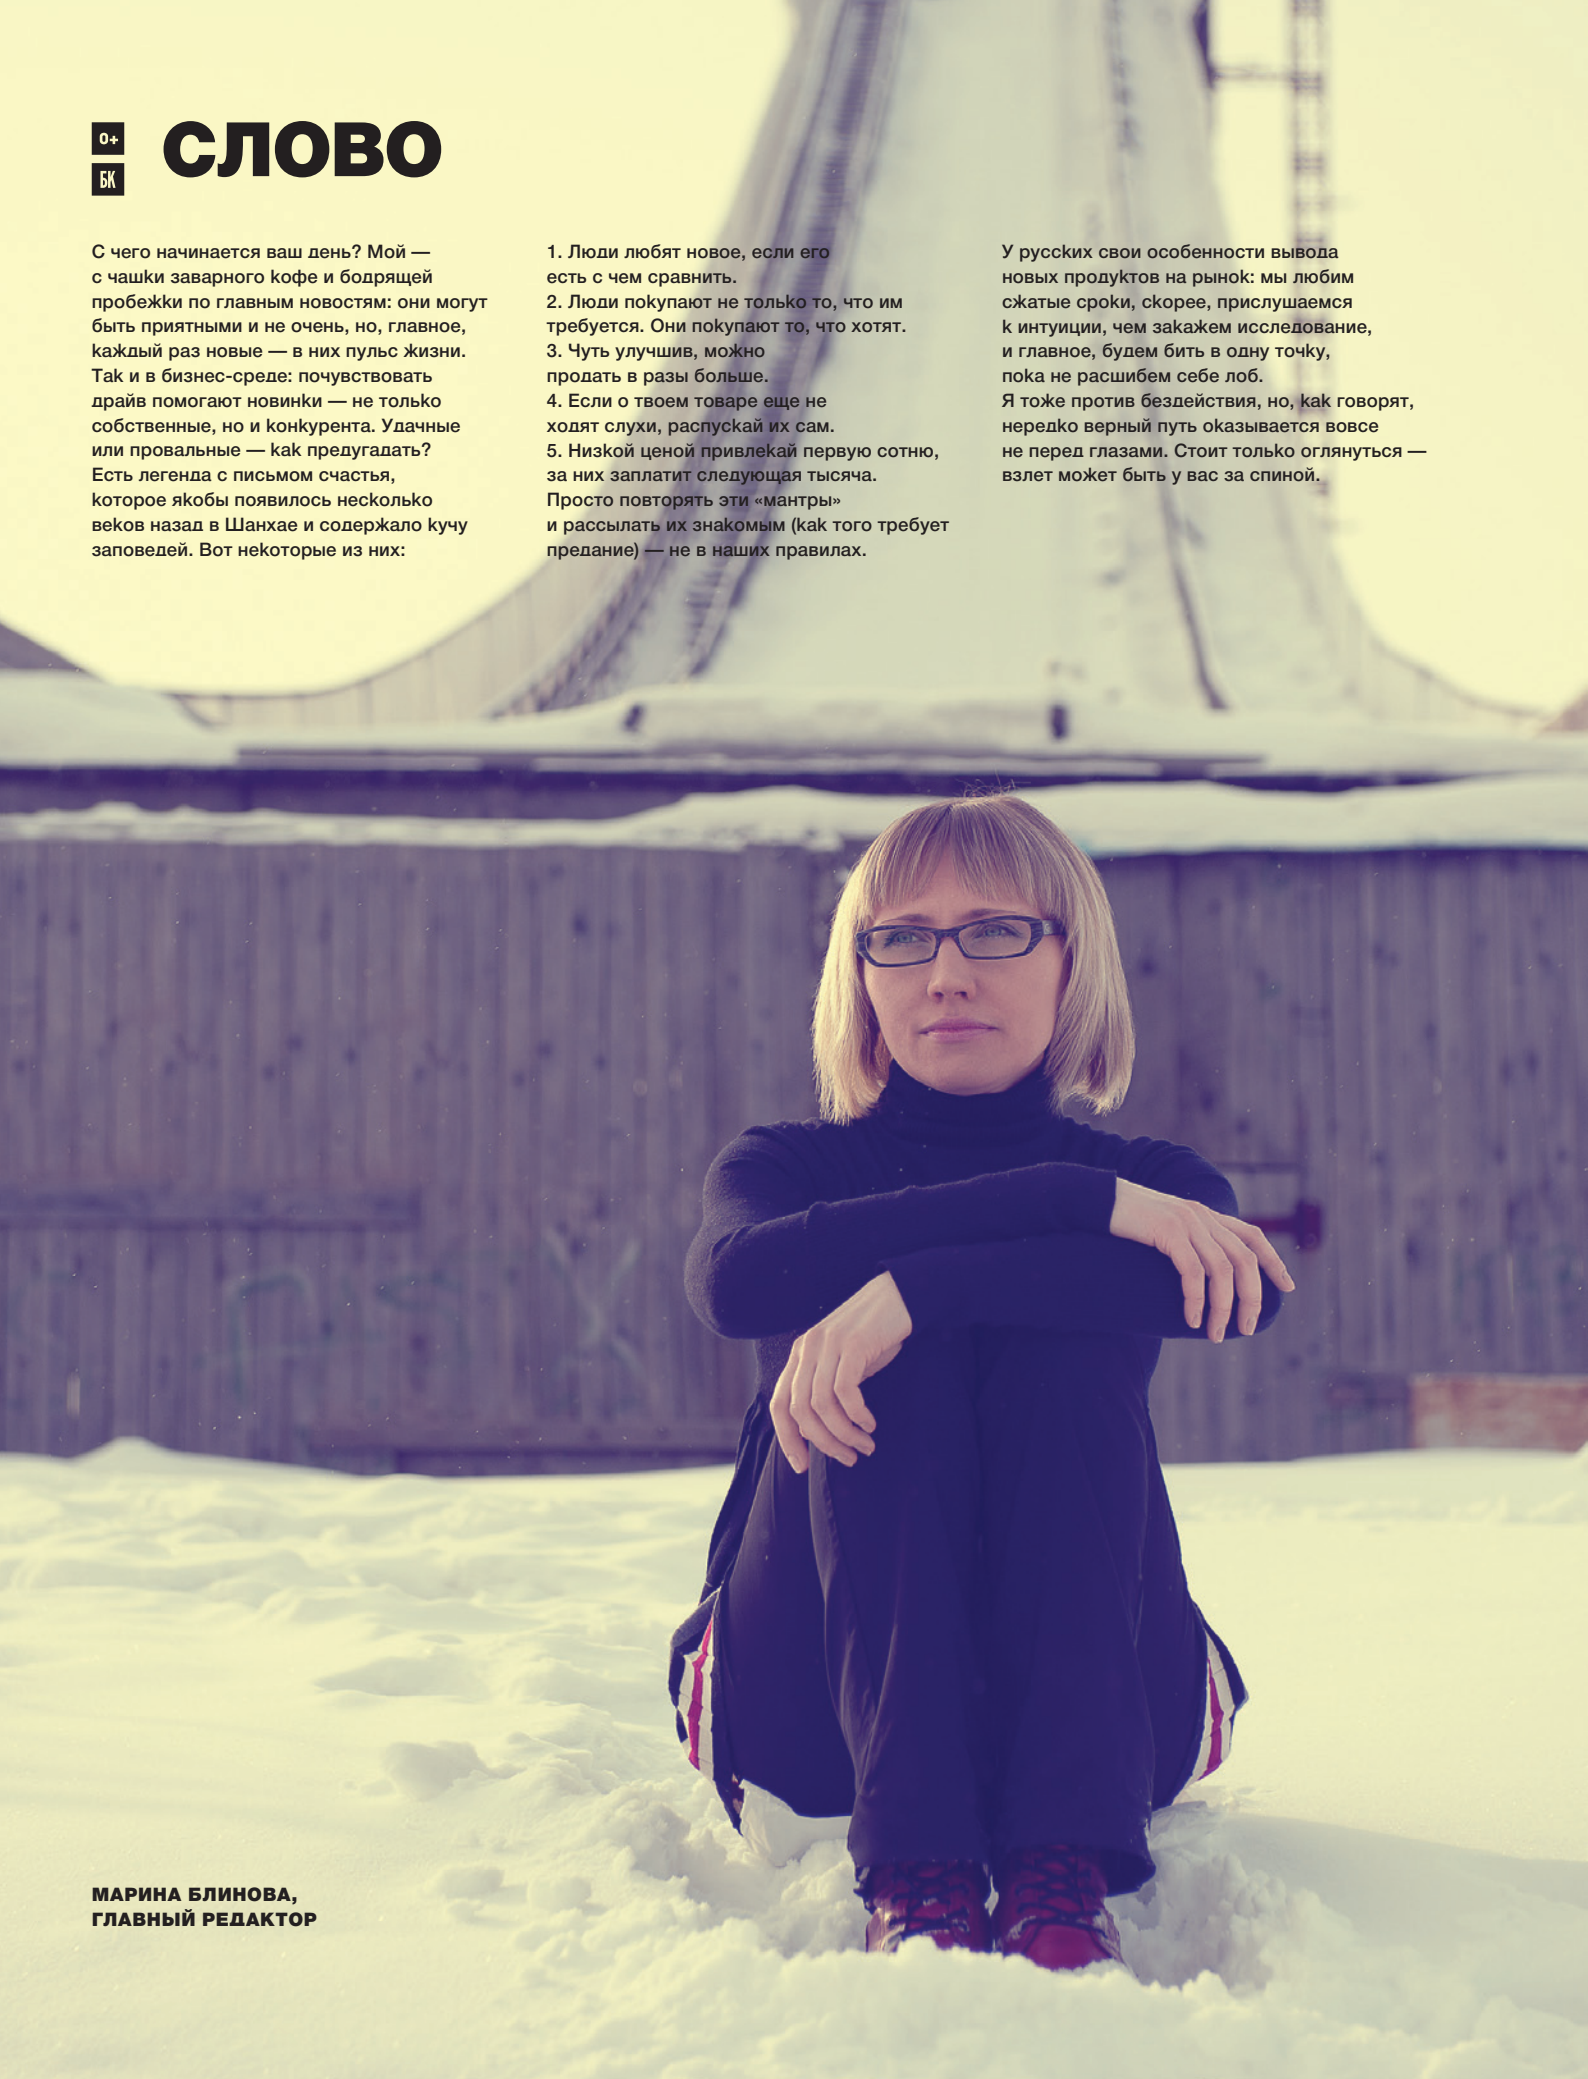 0+
БК
СЛОВО
С чего начинается ваш день? Мой —
с чашки заварного кофе и бодрящей
пробежки по главным новостям: они могут
быть приятными и не очень, но, главное,
каждый раз новые — в них пульс жизни.
Так и в бизнес-среде: почувствовать
драйв помогают новинки — не только
собственные, но и конкурента. Удачные
или провальные — как предугадать?
Есть легенда с письмом счастья,
которое якобы появилось несколько
веков назад в Шанхае и содержало кучу
заповедей. Вот некоторые из них:
1. Люди любят новое, если его
есть с чем сравнить.
2. Люди покупают не только то, что им
требуется. Они покупают то, что хотят.
3. Чуть улучшив, можно
продать в разы больше.
4. Если о твоем товаре еще не
ходят слухи, распускай их сам.
5. Низкой ценой привлекай первую сотню,
за них заплатит следующая тысяча.
Просто повторять эти «мантры»
и рассылать их знакомым (как того требует
предание) — не в наших правилах.
У русских свои особенности вывода
новых продуктов на рынок: мы любим
сжатые сроки, скорее, прислушаемся
к интуиции, чем закажем исследование,
и главное, будем бить в одну точку,
пока не расшибем себе лоб.
Я тоже против бездействия, но, как говорят,
нередко верный путь оказывается вовсе
не перед глазами. Стоит только оглянуться —
взлет может быть у вас за спиной.
МАРИНА БЛИНОВА,
ГЛАВНЫЙ РЕДАКТОР